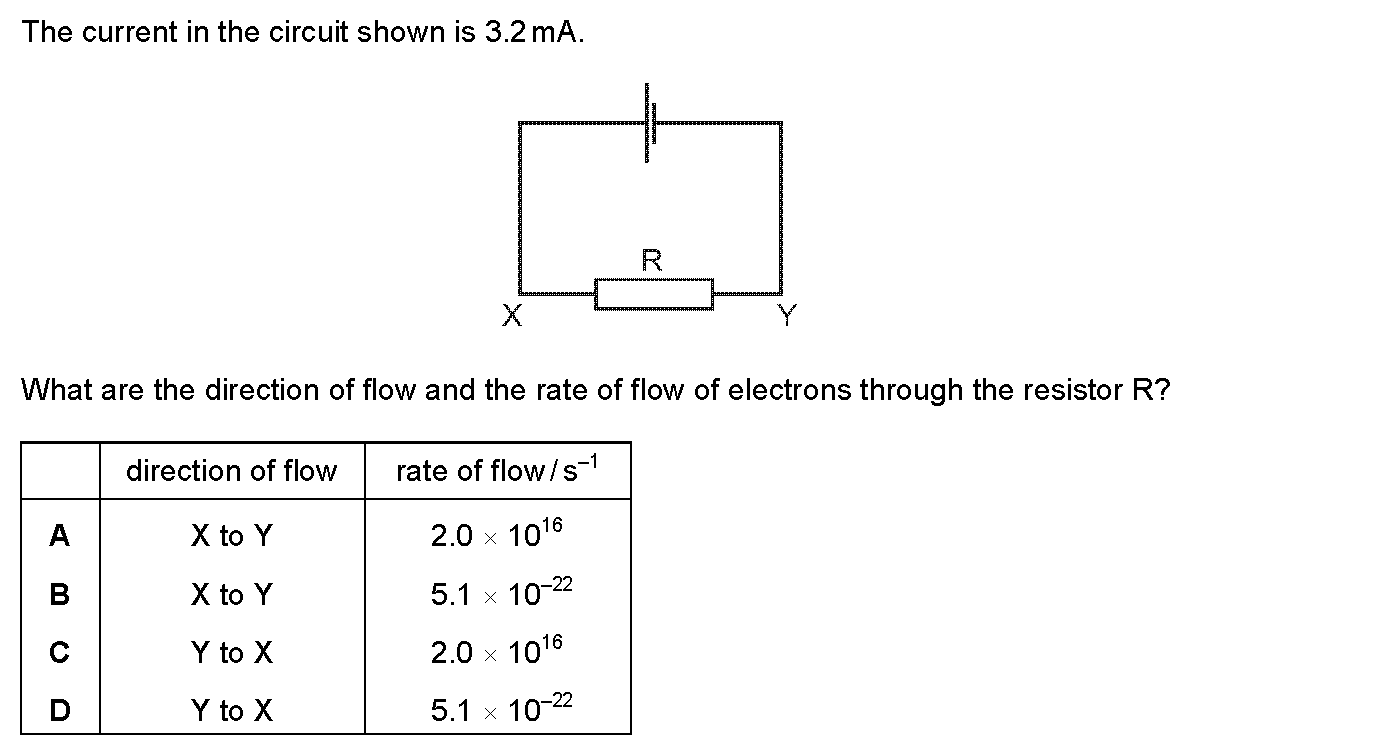 The current in the circuit shown is 3.2 mA.
R
X Y
What are the direction of flow and the rate of flow of electrons through the resistor R?
direction of flow rate of flow / s⁻¹
A X to Y 2.0 × 10¹⁶
B X to Y 5.1 × 10⁻²²
C Y to X 2.0 × 10¹⁶
D Y to X 5.1 × 10⁻²²